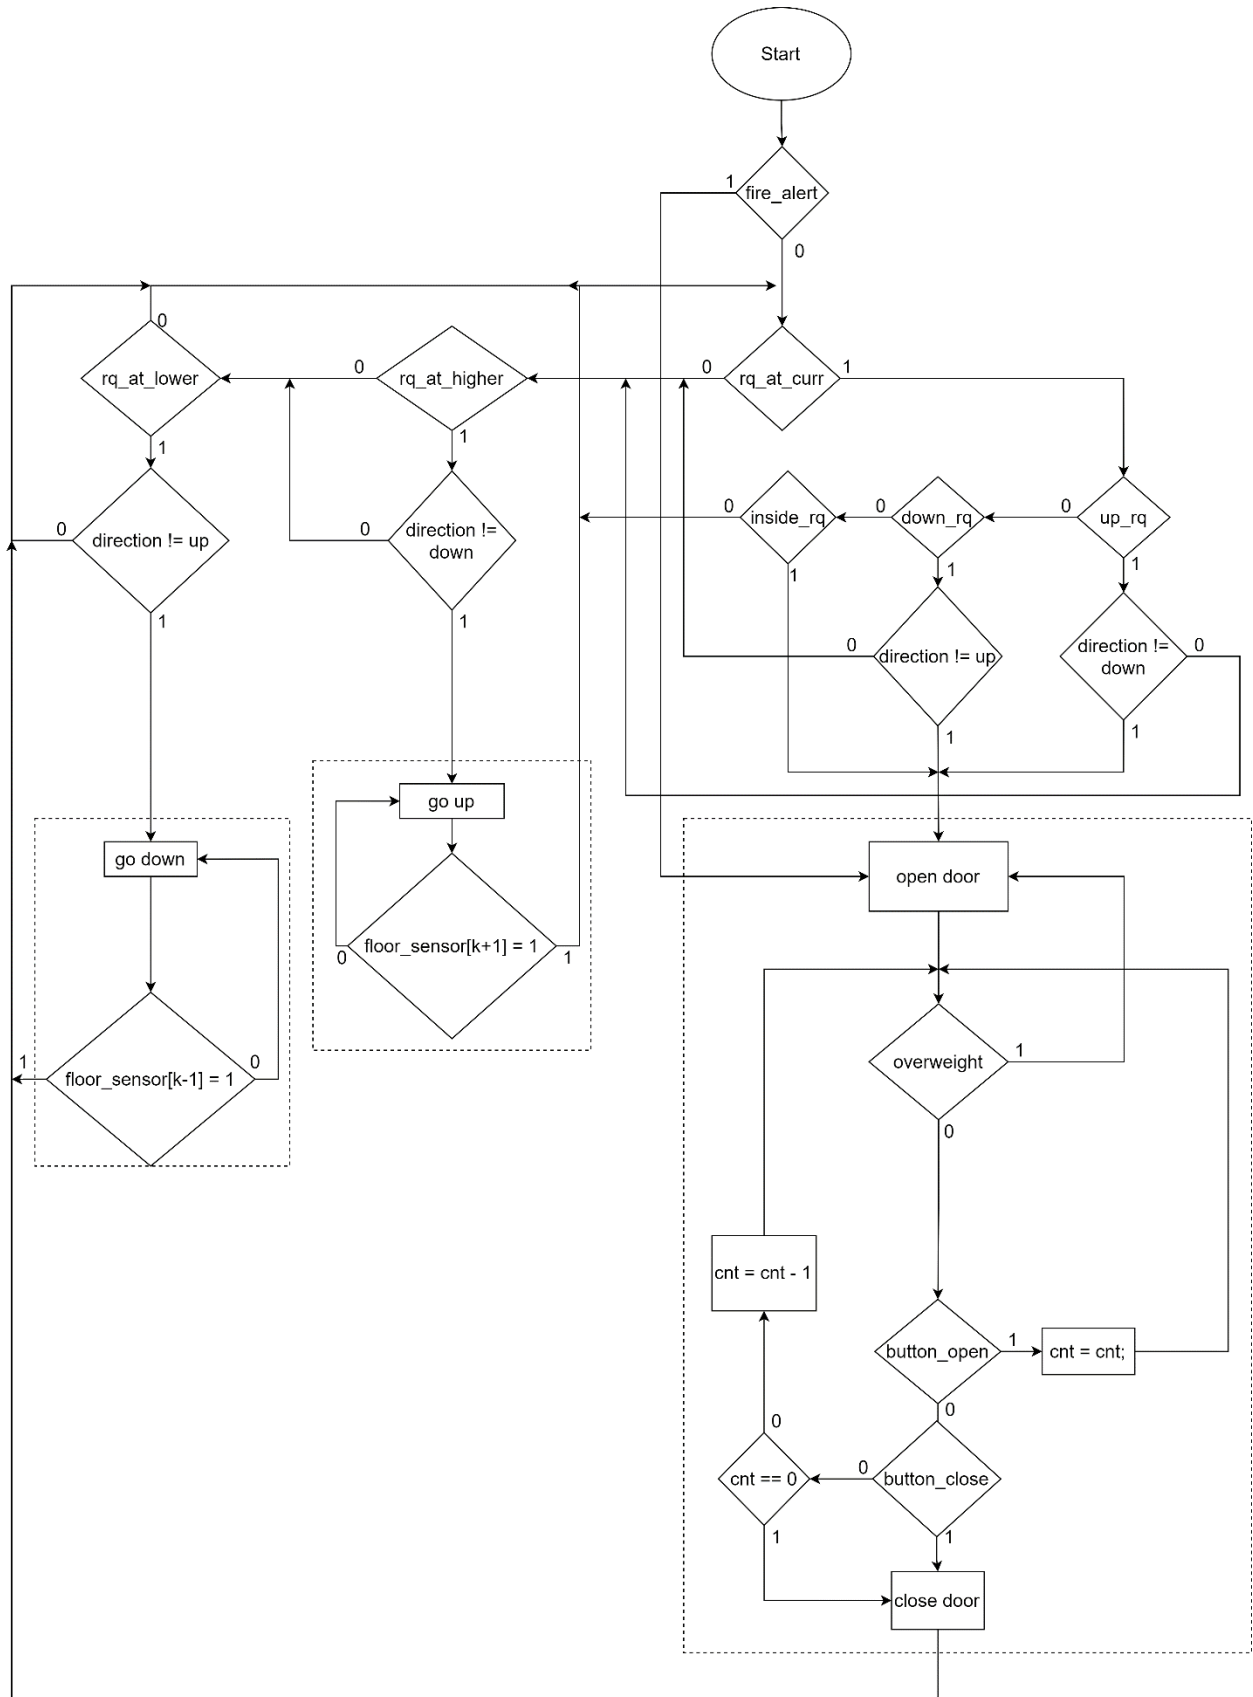 Start
1
fire_alert
0
0
rq_at_lower
0
rq_at_higher
0
rq_at_curr
1
1
1
0
direction != up
0
direction !=
down
0
inside_rq
0
down_rq
0
up_rq
1
1
1
1
1
0
direction != up
direction !=
down
0
1
1
go up
go down
open door
0
floor_sensor[k+1] = 1
1
1
floor_sensor[k-1] = 1
0
overweight
1
0
cnt = cnt - 1
button_open
1
cnt = cnt;
0
0
cnt == 0
0
button_close
1
1
close door